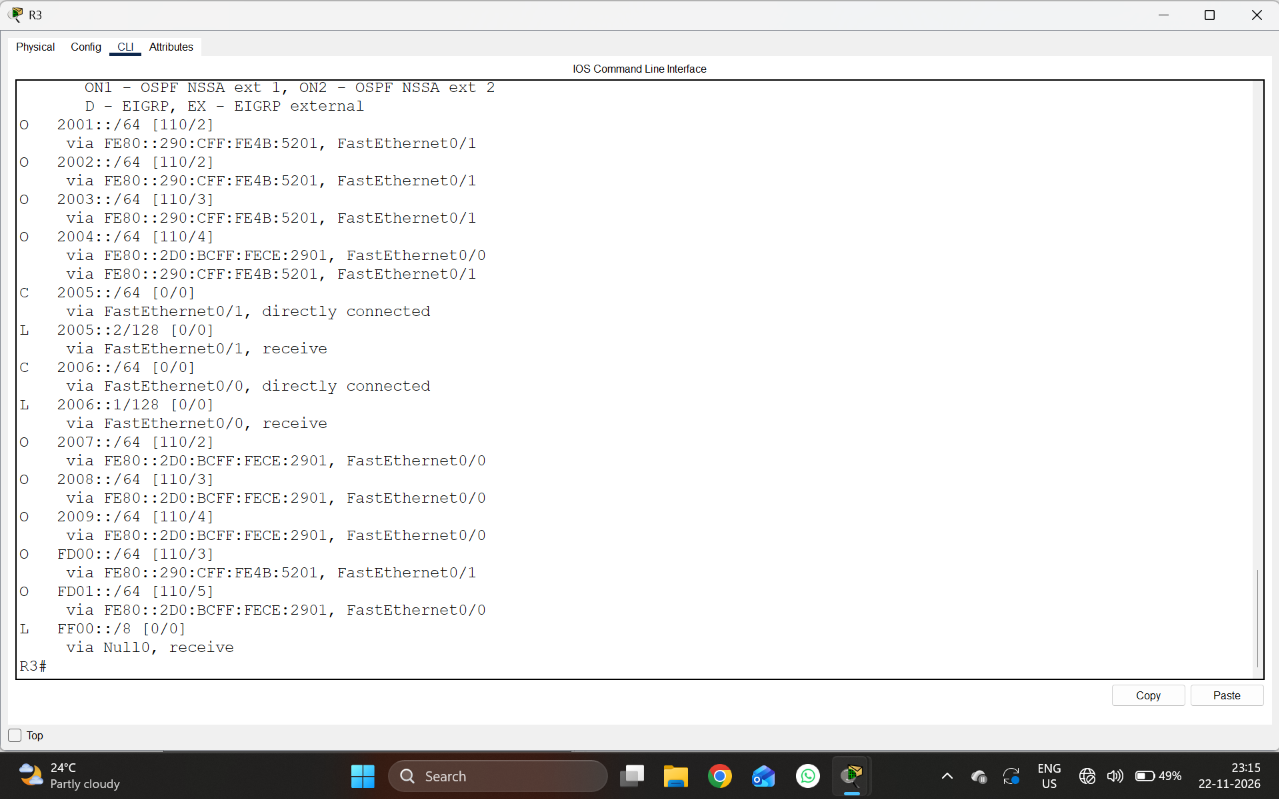 R3
Physical Config CLI Attributes
IOS Command Line Interface
ON1 - OSPF NSSA ext 1, ON2 - OSPF NSSA ext 2
D - EIGRP, EX - EIGRP external
O 2001::/64 [110/2]
via FE80::290:CFF:FE4B:5201, FastEthernet0/1
O 2002::/64 [110/2]
via FE80::290:CFF:FE4B:5201, FastEthernet0/1
O 2003::/64 [110/3]
via FE80::290:CFF:FE4B:5201, FastEthernet0/1
O 2004::/64 [110/4]
via FE80::2D0:BCFF:FECE:2901, FastEthernet0/0
via FE80::290:CFF:FE4B:5201, FastEthernet0/1
C 2005::/64 [0/0]
via FastEthernet0/1, directly connected
L 2005::2/128 [0/0]
via FastEthernet0/1, receive
C 2006::/64 [0/0]
via FastEthernet0/0, directly connected
L 2006::1/128 [0/0]
via FastEthernet0/0, receive
O 2007::/64 [110/2]
via FE80::2D0:BCFF:FECE:2901, FastEthernet0/0
O 2008::/64 [110/3]
via FE80::2D0:BCFF:FECE:2901, FastEthernet0/0
O 2009::/64 [110/4]
via FE80::2D0:BCFF:FECE:2901, FastEthernet0/0
O FD00::/64 [110/3]
via FE80::290:CFF:FE4B:5201, FastEthernet0/1
O FD01::/64 [110/5]
via FE80::2D0:BCFF:FECE:2901, FastEthernet0/0
L FF00::/8 [0/0]
via Null0, receive
R3#
Copy Paste
Top
24°C
Partly cloudy
Search
ENG
US
49%
23:15
22-11-2026